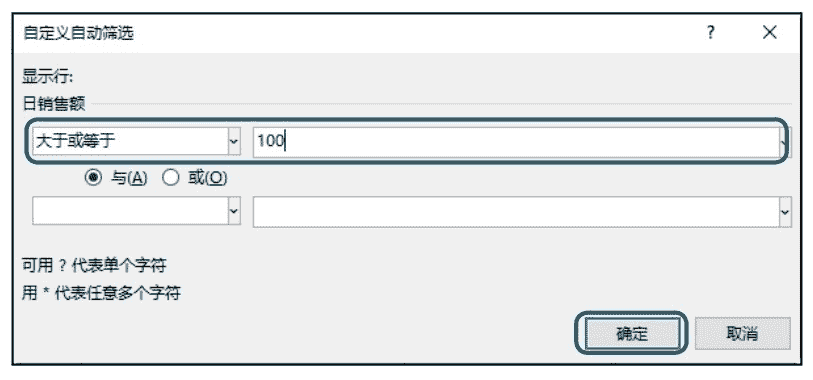 自定义自动筛选 ?
显示行:
日销售额
大于或等于 100
与(A) 或(O)
可用 ? 代表单个字符
用 * 代表任意多个字符
确定 取消